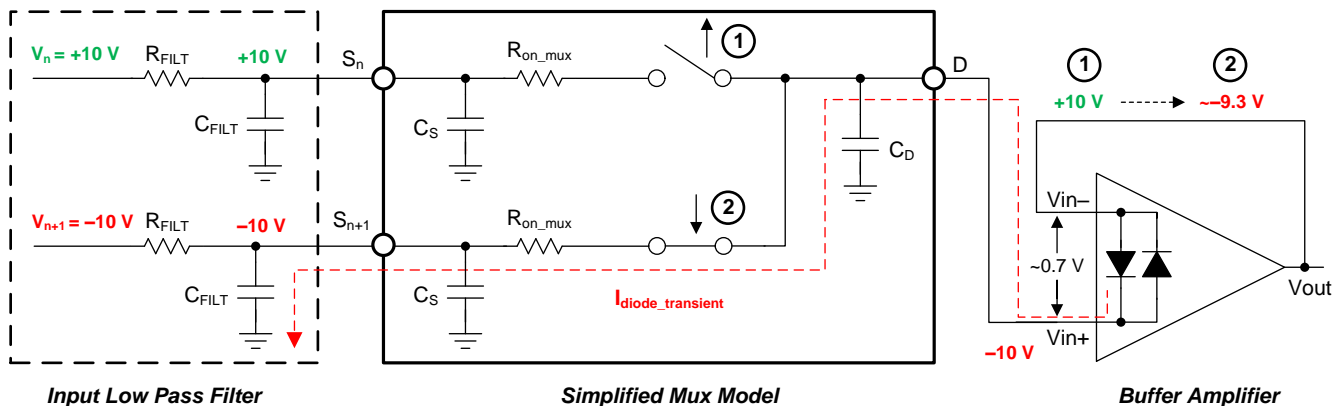 Vn = +10 V
RFILT
+10 V
Sn
Ron_mux
1
D
1
2
+10 V
~–9.3 V
CFILT
CS
CD
Vn+1 = –10 V
RFILT
–10 V
Sn+1
Ron_mux
2
Vin–
~0.7 V
CFILT
CS
Idiode_transient
Vout
Vin+
–10 V
Input Low Pass Filter
Simplified Mux Model
Buffer Amplifier